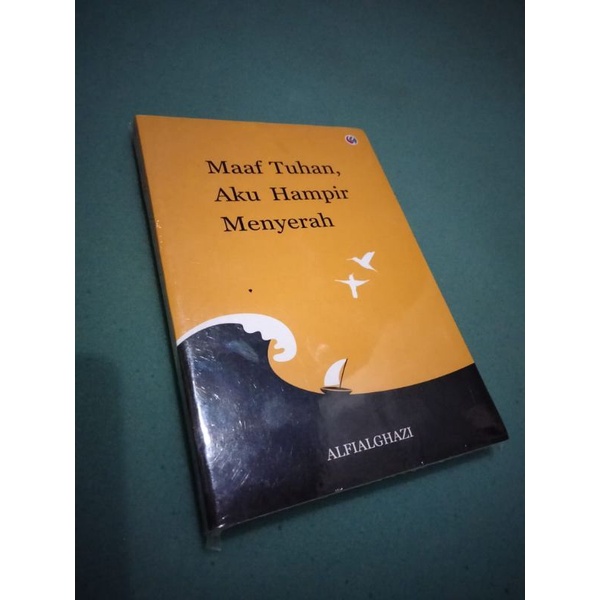 Maaf Tuhan,
Aku Hampir
Menyerah
ALFIALGHAZI